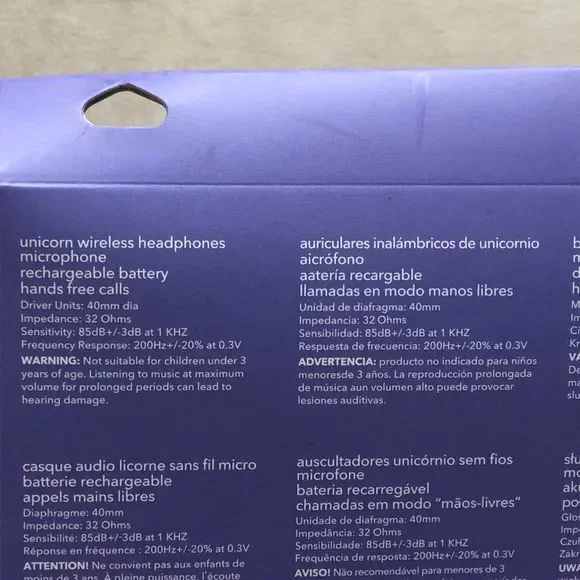 unicorn wireless headphones
microphone
rechargeable battery
hands free calls
Driver Units: 40mm dia
Impedance: 32 Ohms
Sensitivity: 85dB+/-3dB at 1 KHZ
Frequency Response: 200Hz+/-20% at 0.3V
WARNING: Not suitable for children under 3
years of age. Listening to music at maximum
volume for prolonged periods can lead to
hearing damage.
auriculares inalámbricos de unicornio
aicrófono
aatería recargable
llamadas en modo manos libres
Unidad de diafragma: 40mm
Impedancia: 32 Ohms
Sensibilidad: 85dB+/-3dB at 1 KHZ
Respuesta de frecuencia: 200Hz+/-20% at 0.3V
ADVERTENCIA: producto no indicado para niños
menoresde 3 años. La reproducción prolongada
de música aun volumen alto puede provocar
lesiones auditivas.
casque audio licorne sans fil micro
batterie rechargeable
appels mains libres
Diaphragme: 40mm
Impédance: 32 Ohms
Sensibilité: 85dB+/-3dB at 1 KHZ
Réponse en fréquence : 200Hz+/-20% at 0.3V
ATTENTION! Ne convient pas aux enfants de
moins de 3 ans. À pleine puissance, l'écoute
auscultadores unicórnio sem fios
microfone
bateria recarregável
chamadas em modo "mãos-livres"
Unidade de diafragma: 40mm
Impedância: 32 Ohms
Sensibilidade: 85dB+/-3dB at 1 KHZ
Frequência de resposta: 200Hz+/-20% at 0.3V
AVISO! Não recomendável para menores de 3